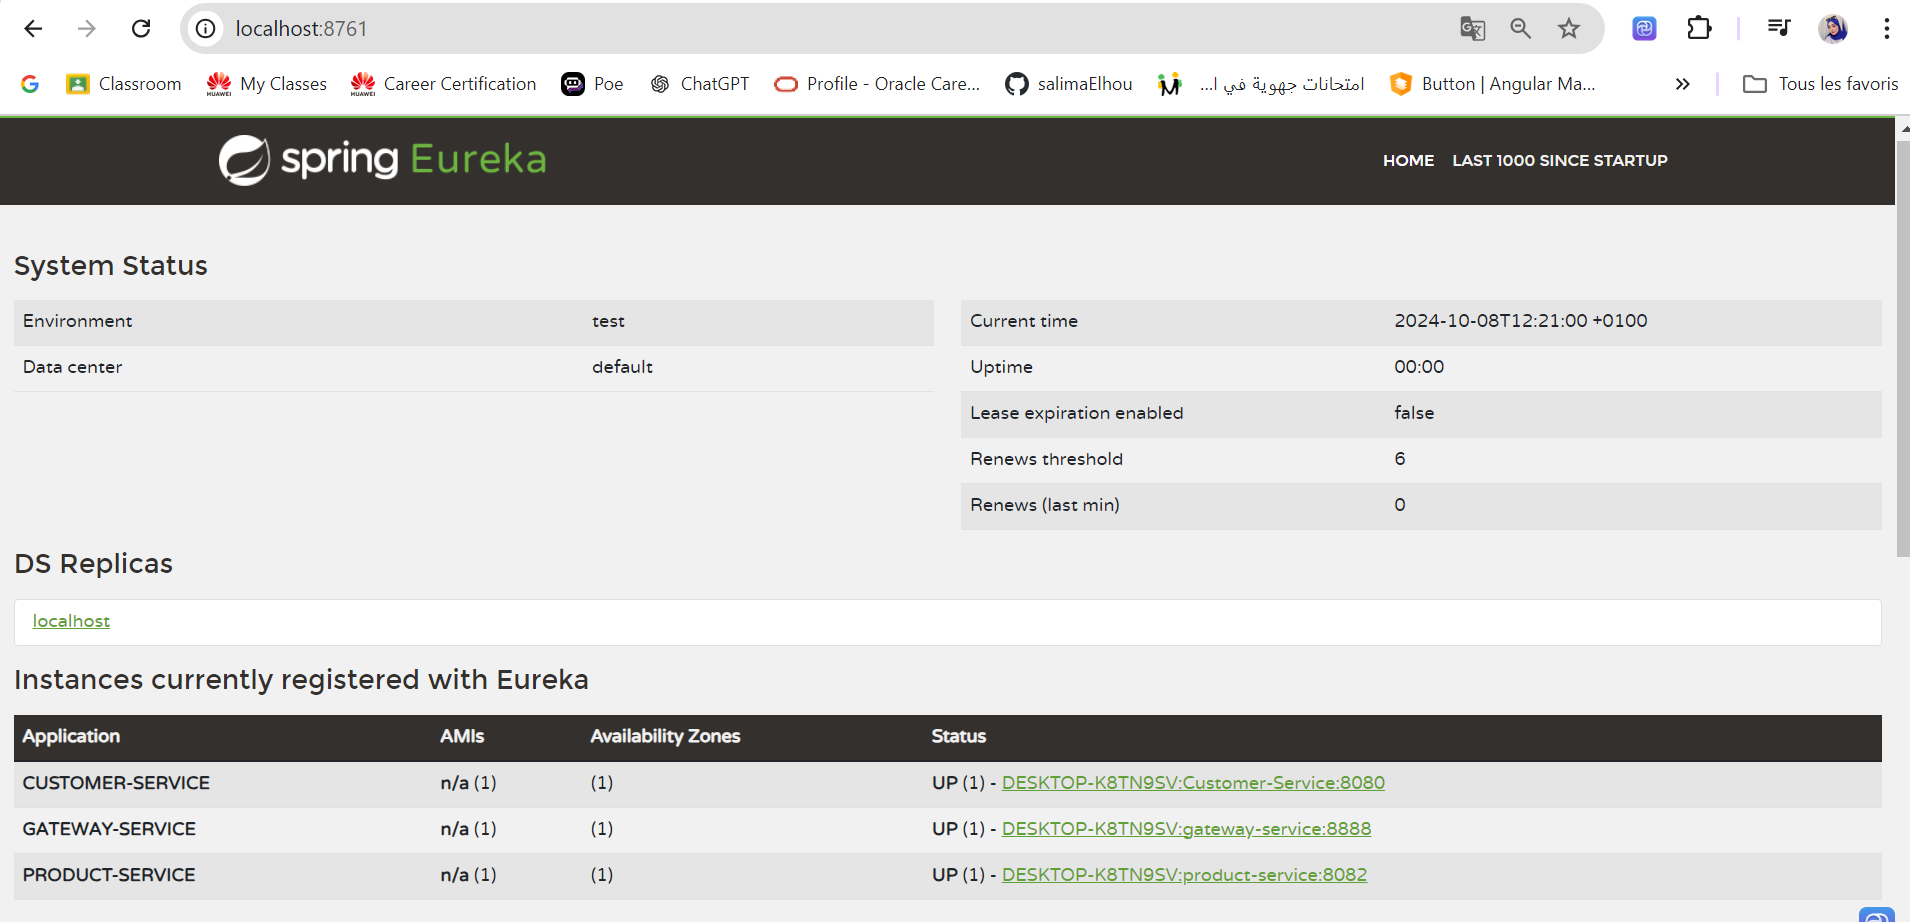 localhost:8761
Classroom My Classes Career Certification Poe ChatGPT Profile - Oracle Care... salimaElhou امتحانات جهوية في ا... Button | Angular Ma... » Tous les favoris
spring Eureka HOME LAST 1000 SINCE STARTUP
System Status
Environment test Current time 2024-10-08T12:21:00 +0100
Data center default Uptime 00:00
Lease expiration enabled false
Renews threshold 6
Renews (last min) 0
DS Replicas
localhost
Instances currently registered with Eureka
Application AMIs Availability Zones Status
CUSTOMER-SERVICE n/a (1) (1) UP (1) - DESKTOP-K8TN9SV:Customer-Service:8080
GATEWAY-SERVICE n/a (1) (1) UP (1) - DESKTOP-K8TN9SV:gateway-service:8888
PRODUCT-SERVICE n/a (1) (1) UP (1) - DESKTOP-K8TN9SV:product-service:8082